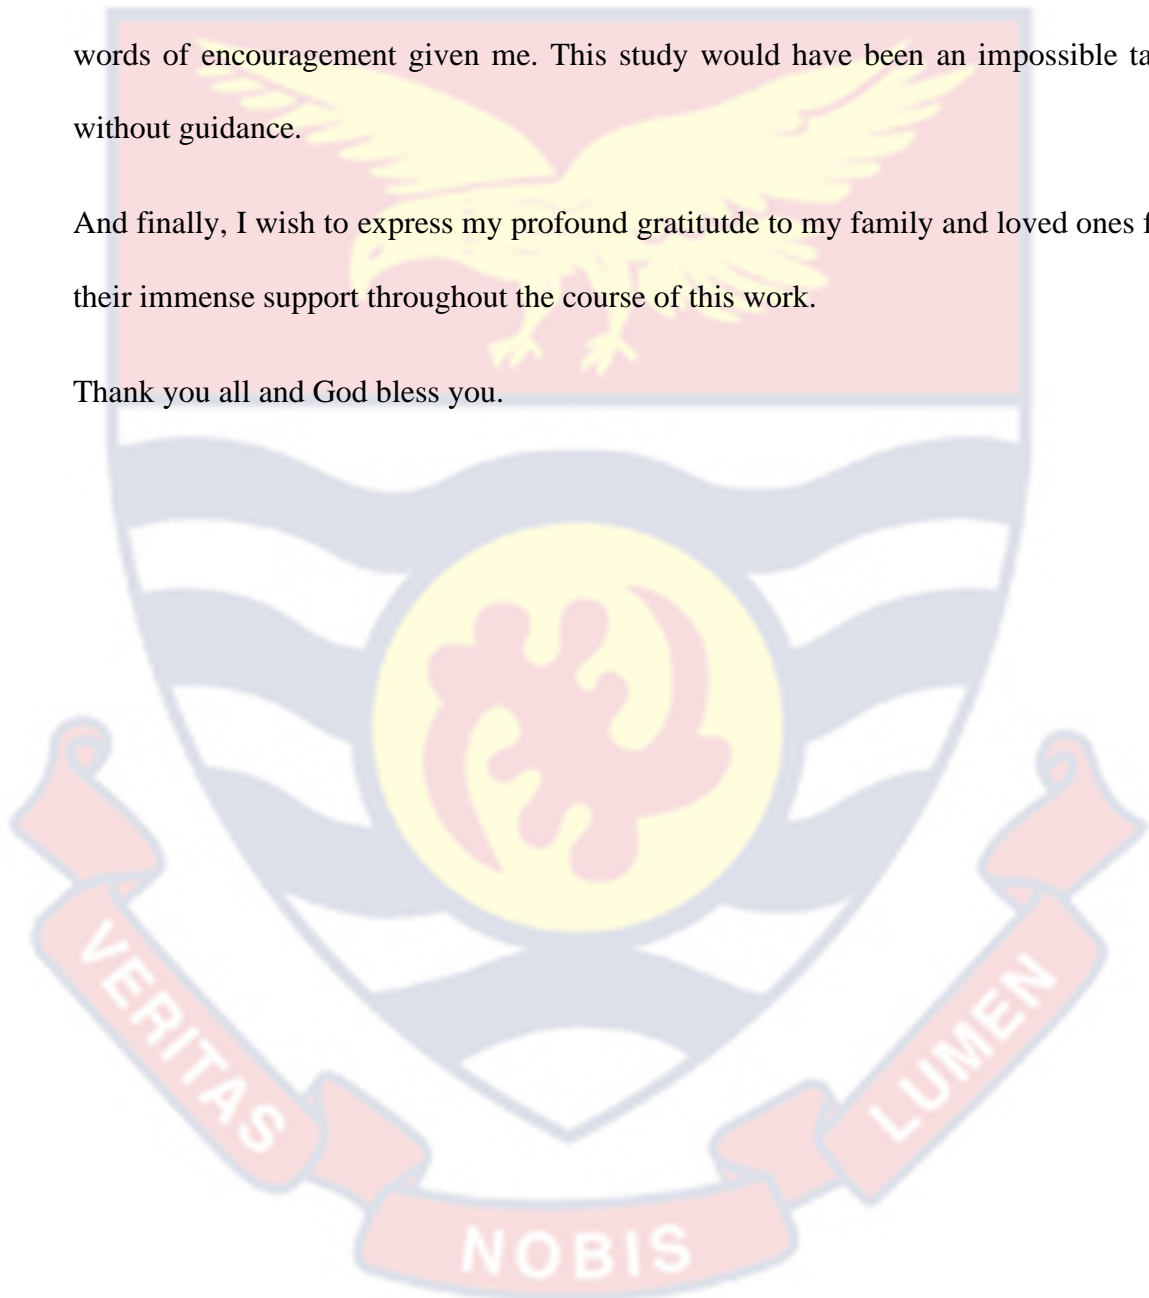 words of encouragement given me. This study would have been an impossible ta
without guidance.
And finally, I wish to express my profound gratitutde to my family and loved ones f
their immense support throughout the course of this work.
Thank you all and God bless you.
VERITAS
NOBIS
LUMEN